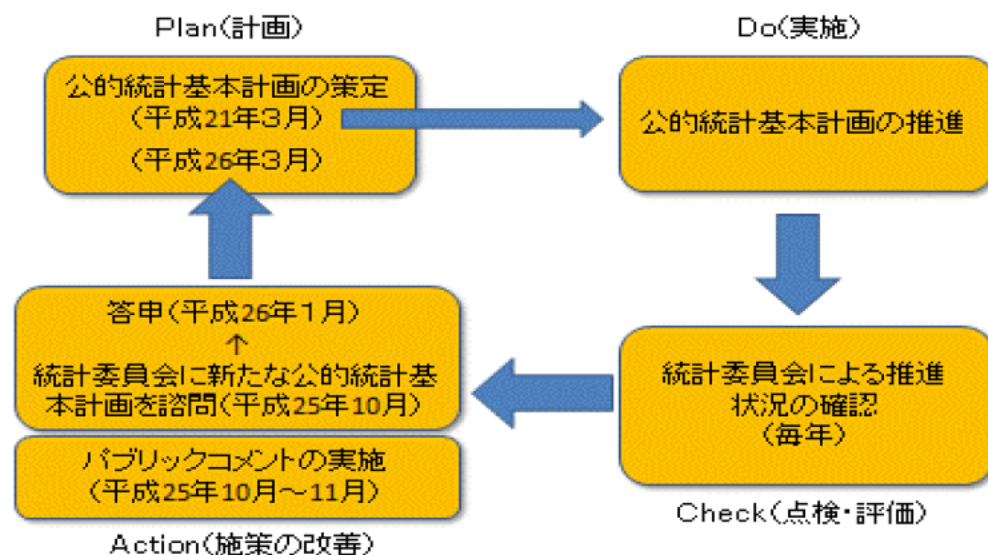 Plan(計画)
公的統計基本計画の策定
(平成21年3月)
(平成26年3月)
Do(実施)
公的統計基本計画の推進
統計委員会による推進
状況の確認
(毎年)
Check(点検・評価)
答申(平成26年1月)
↑
統計委員会に新たな公的統計基
本計画を諮問(平成25年10月)
パブリックコメントの実施
(平成25年10月~11月)
Action(施策の改善)